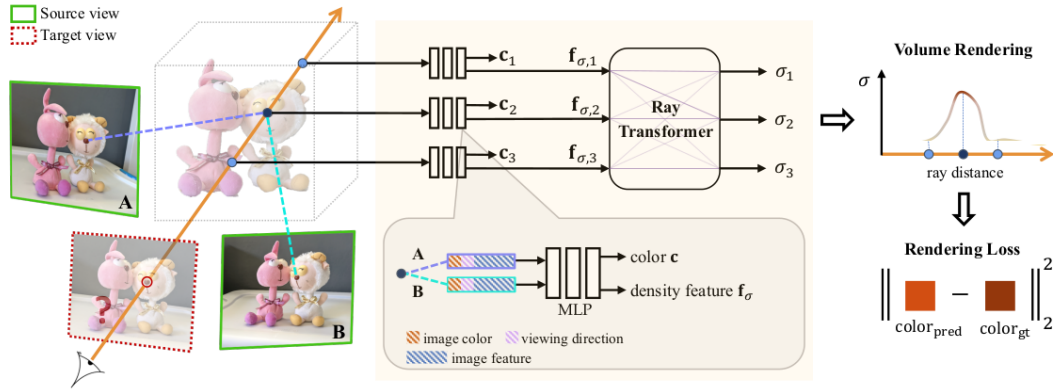 Source view
Target view
A
B
?
c1
c2
c3
fσ,1
fσ,2
fσ,3
Ray
Transformer
σ1
σ2
σ3
A
B
MLP
color c
density feature fσ
image color
viewing direction
image feature
Volume Rendering
σ
ray distance
Rendering Loss
‖ − ‖
2
2
colorpred
colorgt